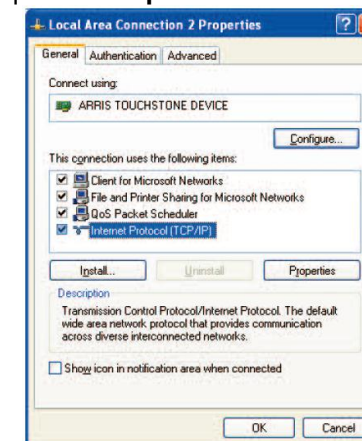 Local Area Connection 2 Properties
General Authentication Advanced
Connect using:
ARRIS TOUCHSTONE DEVICE
Configure...
This connection uses the following items:
Client for Microsoft Networks
File and Printer Sharing for Microsoft Networks
QoS Packet Scheduler
Internet Protocol (TCP/IP)
Install... Uninstall Properties
Description
Transmission Control Protocol/Internet Protocol. The default
wide area network protocol that provides communication
across diverse interconnected networks.
Show icon in notification area when connected
OK Cancel